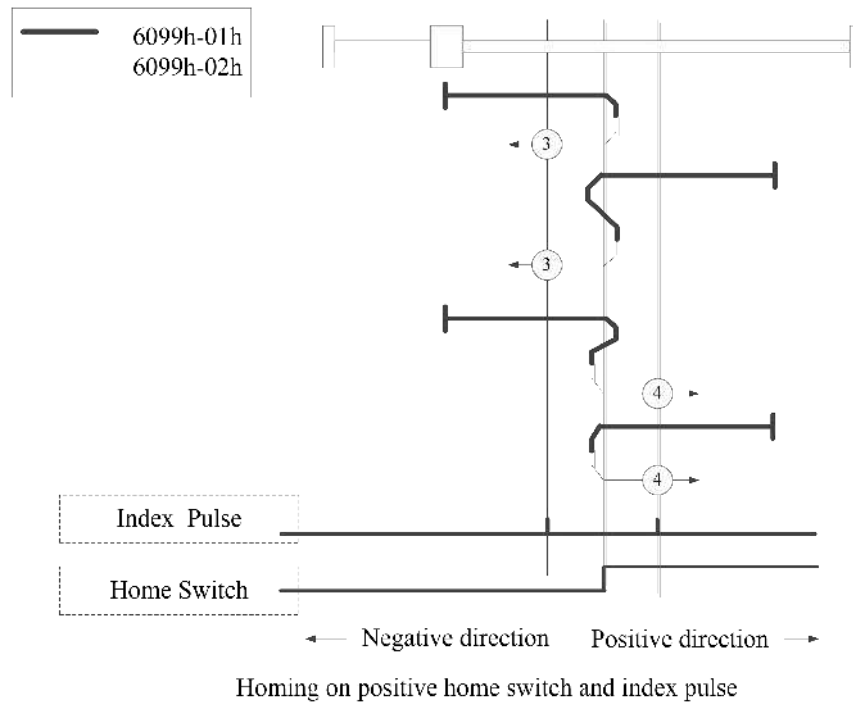 6099h-01h
6099h-02h
3
3
4
4
Index Pulse
Home Switch
Negative direction Positive direction
Homing on positive home switch and index pulse